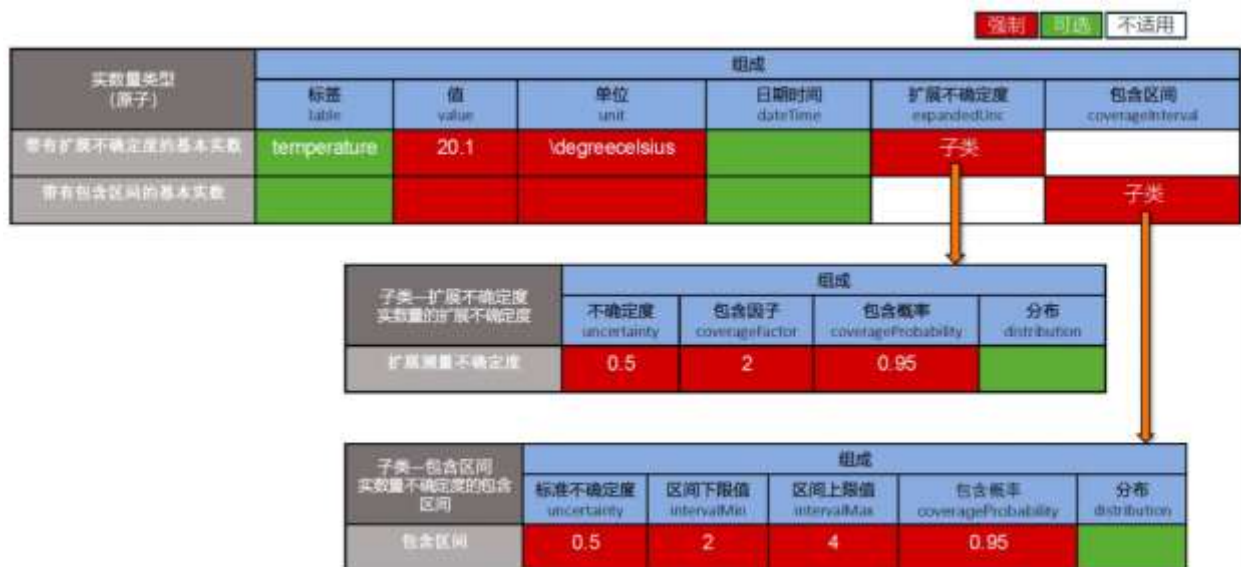 强制 可选 不适用
实数量类型
(原子)
组成
标签 值 单位 日期时间 扩展不确定度 包含区间
lable value unit dateTime expandedUnc coverageInterval
带有扩展不确定度的基本实数 temperature 20.1 \degreecelsius 子类
带有包含区间的基本实数 子类
子类—扩展不确定度
实数量的扩展不确定度
组成
不确定度 包含因子 包含概率 分布
uncertainty coverageFactor coverageProbability distribution
扩展测量不确定度 0.5 2 0.95
子类—包含区间
实数量不确定度的包含
区间
组成
标准不确定度 区间下限值 区间上限值 包含概率 分布
uncertainty intervalMin intervalMax coverageProbability distribution
包含区间 0.5 2 4 0.95